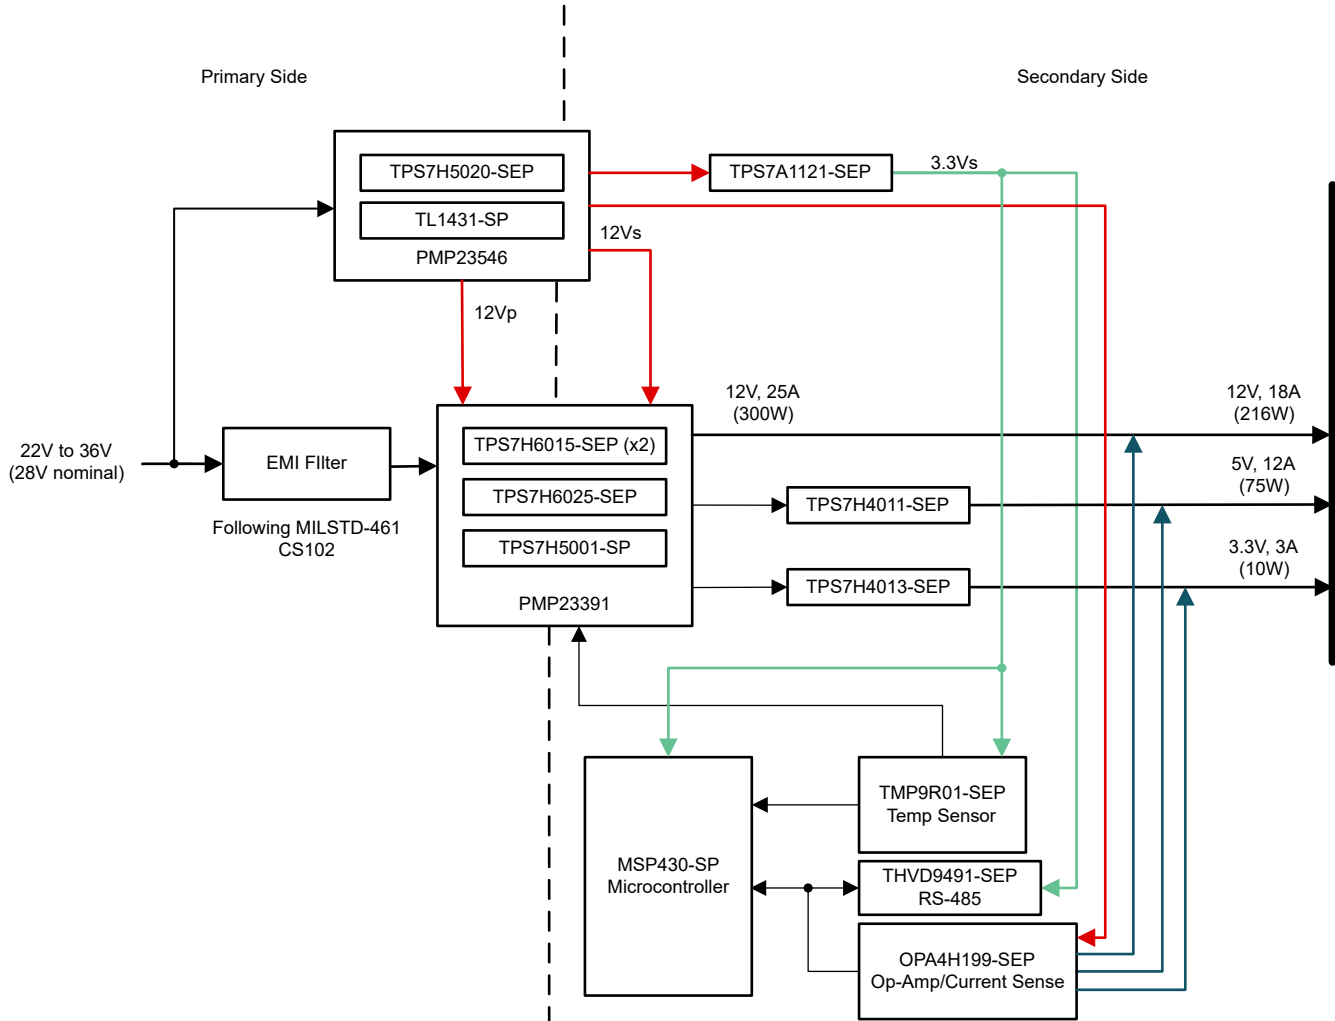 Primary Side
Secondary Side
TPS7H5020-SEP
TL1431-SP
PMP23546
TPS7A1121-SEP
3.3Vs
12Vs
12Vp
22V to 36V
(28V nominal)
EMI FIlter
Following MILSTD-461
CS102
TPS7H6015-SEP (x2)
TPS7H6025-SEP
TPS7H5001-SP
PMP23391
12V, 25A
(300W)
12V, 18A
(216W)
TPS7H4011-SEP
5V, 12A
(75W)
TPS7H4013-SEP
3.3V, 3A
(10W)
MSP430-SP
Microcontroller
TMP9R01-SEP
Temp Sensor
THVD9491-SEP
RS-485
OPA4H199-SEP
Op-Amp/Current Sense